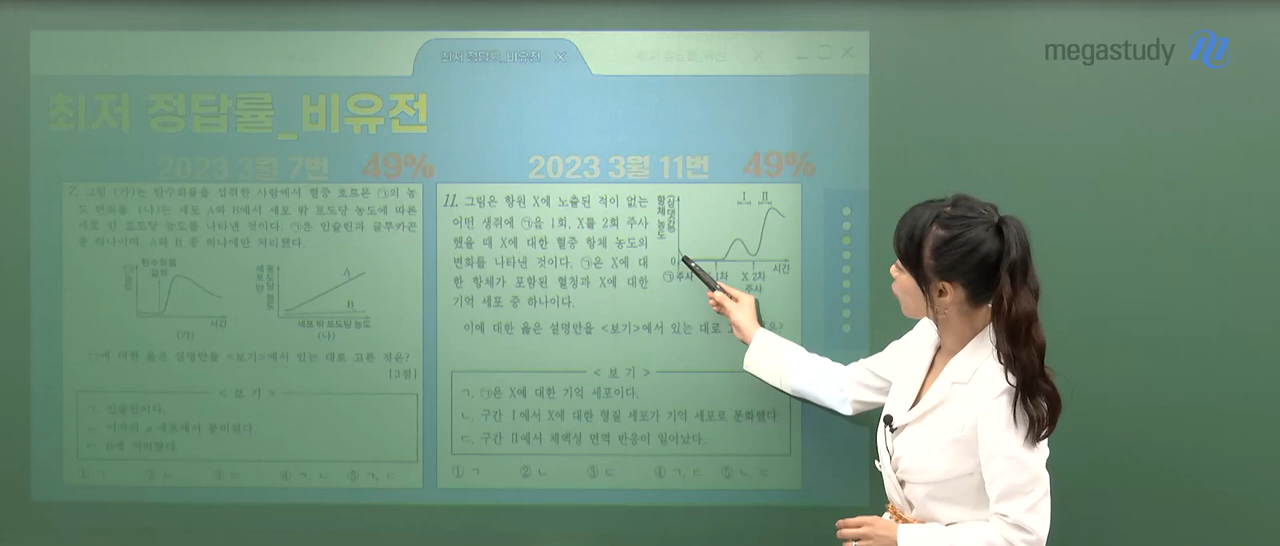 megastudy
최저 정답률_비유전 X
최저 정답률_비유전
2023 3월 7번 49%
7. 그림 (가)는 탄수화물을 섭취한 사람에서 혈중 호르몬 ㉠의 농
도 변화를, (나)는 세포 A와 B에서 세포 밖 포도당 농도에 따른
세포 안 포도당 농도를 나타낸 것이다. ㉠은 인슐린과 글루카곤
중 하나이며, A와 B 중 하나에만 처리했다.
탄수화물
섭취
시간
(가)
A
B
세포 밖 포도당 농도
(나)
㉠에 대한 옳은 설명만을 <보기>에서 있는 대로 고른 것은?
[3점]
< 보 기 >
ㄱ. 인슐린이다.
ㄴ. 이자의 α 세포에서 분비된다.
ㄷ. B에 처리했다.
① ㄱ ② ㄴ ③ ㄷ ④ ㄱ, ㄷ ⑤ ㄱ, ㄷ
2023 3월 11번 49%
11. 그림은 항원 X에 노출된 적이 없는
어떤 생쥐에 ㉠을 1회, X를 2회 주사
했을 때 X에 대한 혈중 항체 농도의
변화를 나타낸 것이다. ㉠은 X에 대
한 항체가 포함된 혈청과 X에 대한
기억 세포 중 하나이다.
항체 농도
(상댓값)
Ⅰ Ⅱ
0
시간
㉠ 주사 1차 X 2차
주사
이에 대한 옳은 설명만을 <보기>에서 있는 대로 고
< 보 기 >
ㄱ. ㉠은 X에 대한 기억 세포이다.
ㄴ. 구간 Ⅰ에서 X에 대한 형질 세포가 기억 세포로 분화했다
ㄷ. 구간 Ⅱ에서 체액성 면역 반응이 일어났다.
① ㄱ ② ㄴ ③ ㄷ ④ ㄱ, ㄷ ⑤ ㄴ, ㄷ